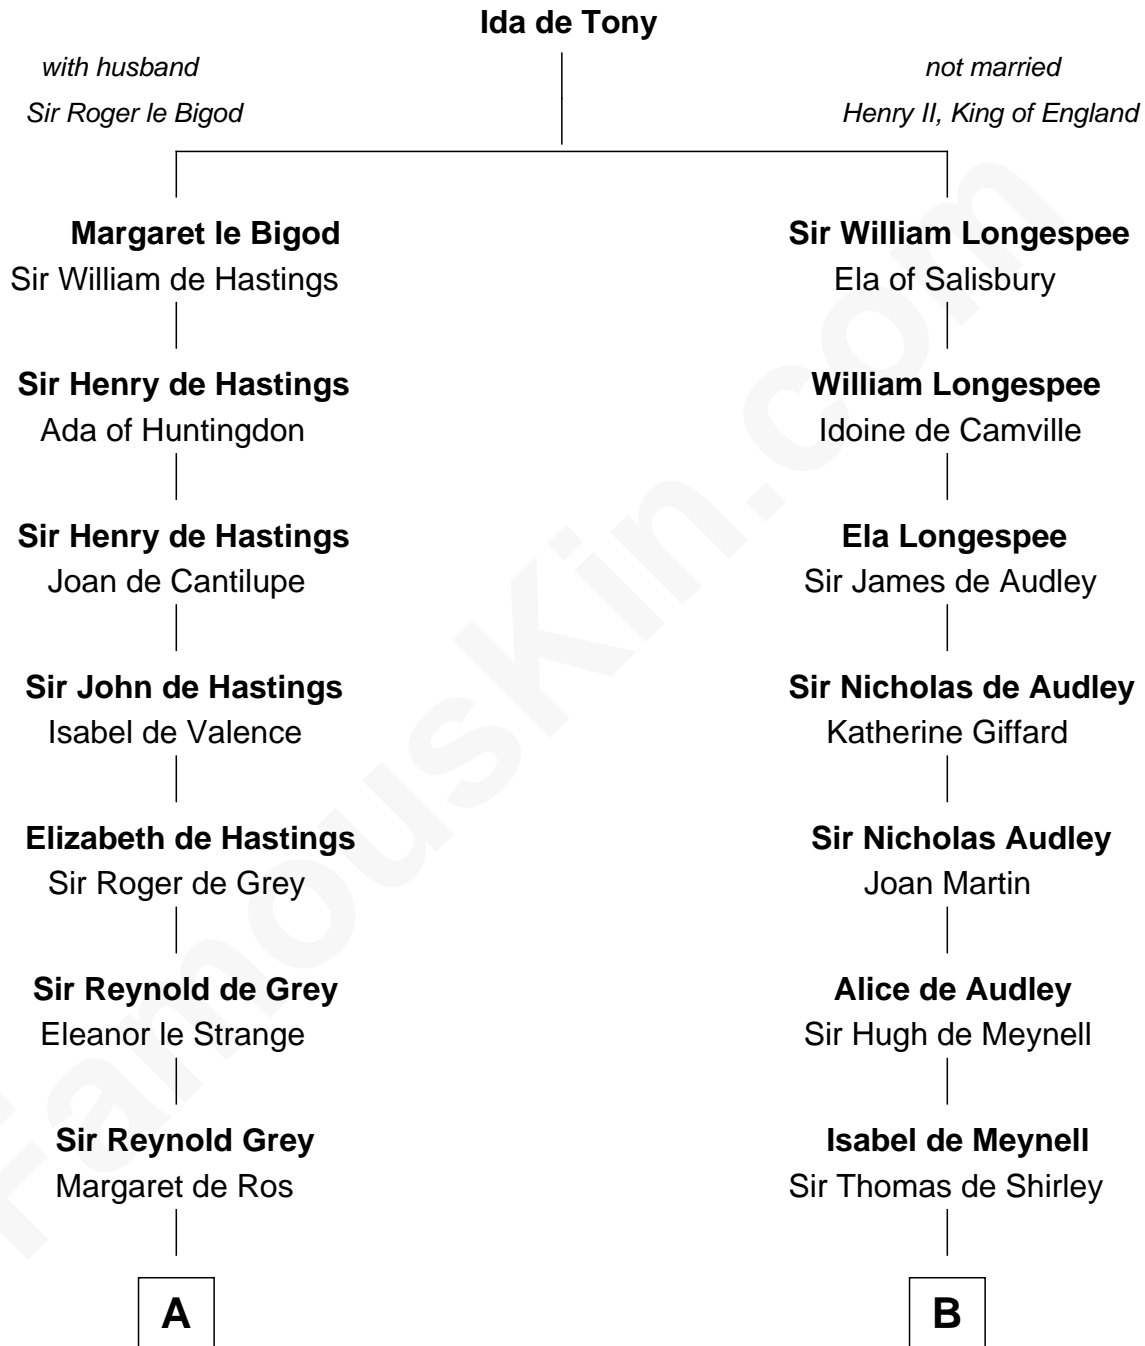 Ida de Tony
with husband
Sir Roger le Bigod
not married
Henry II, King of England
Margaret le Bigod
Sir William de Hastings
Sir William Longespee
Ela of Salisbury
Sir Henry de Hastings
Ada of Huntingdon
William Longespee
Idoine de Camville
Sir Henry de Hastings
Joan de Cantilupe
Ela Longespee
Sir James de Audley
Sir John de Hastings
Isabel de Valence
Sir Nicholas de Audley
Katherine Giffard
Elizabeth de Hastings
Sir Roger de Grey
Sir Nicholas Audley
Joan Martin
Sir Reynold de Grey
Eleanor le Strange
Alice de Audley
Sir Hugh de Meynell
Sir Reynold Grey
Margaret de Ros
Isabel de Meynell
Sir Thomas de Shirley
A
B
FamousKin.com